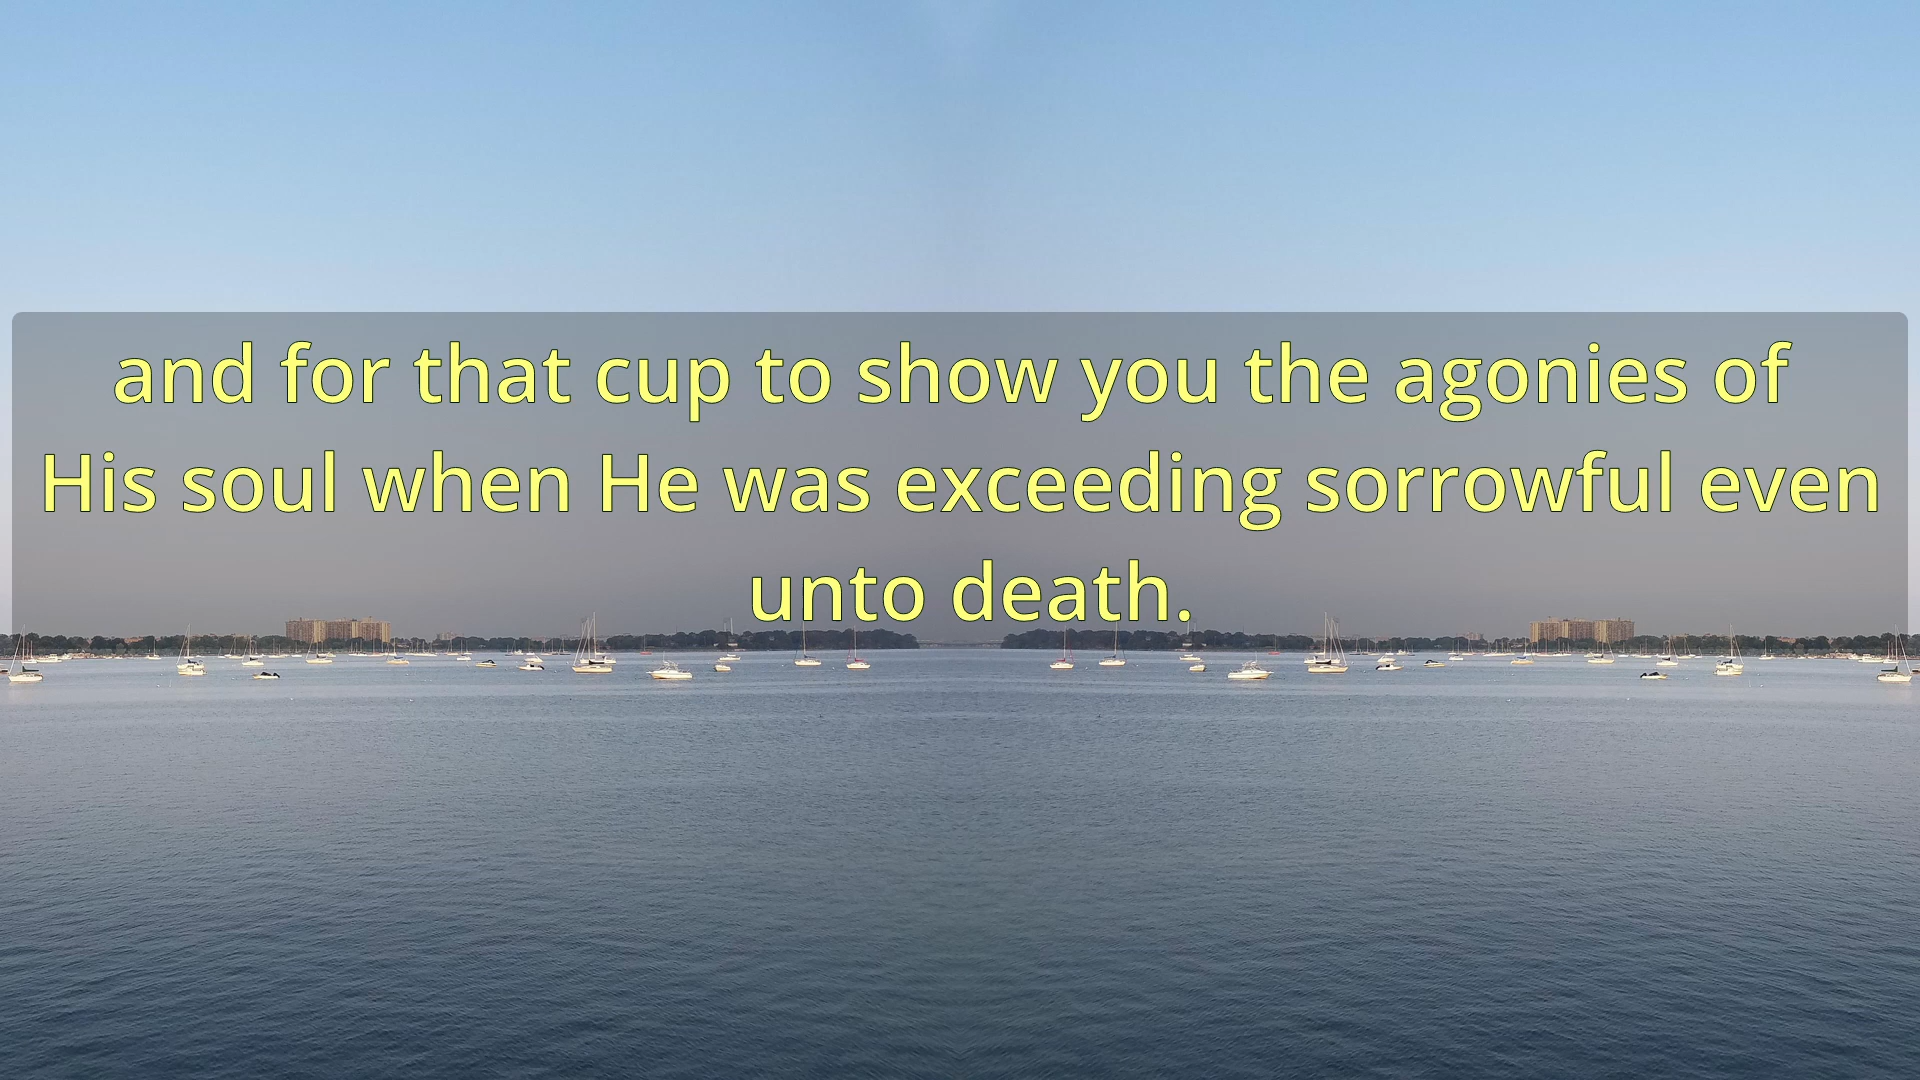 and for that cup to show you the agonies of
His soul when He was exceeding sorrowful even
unto death.